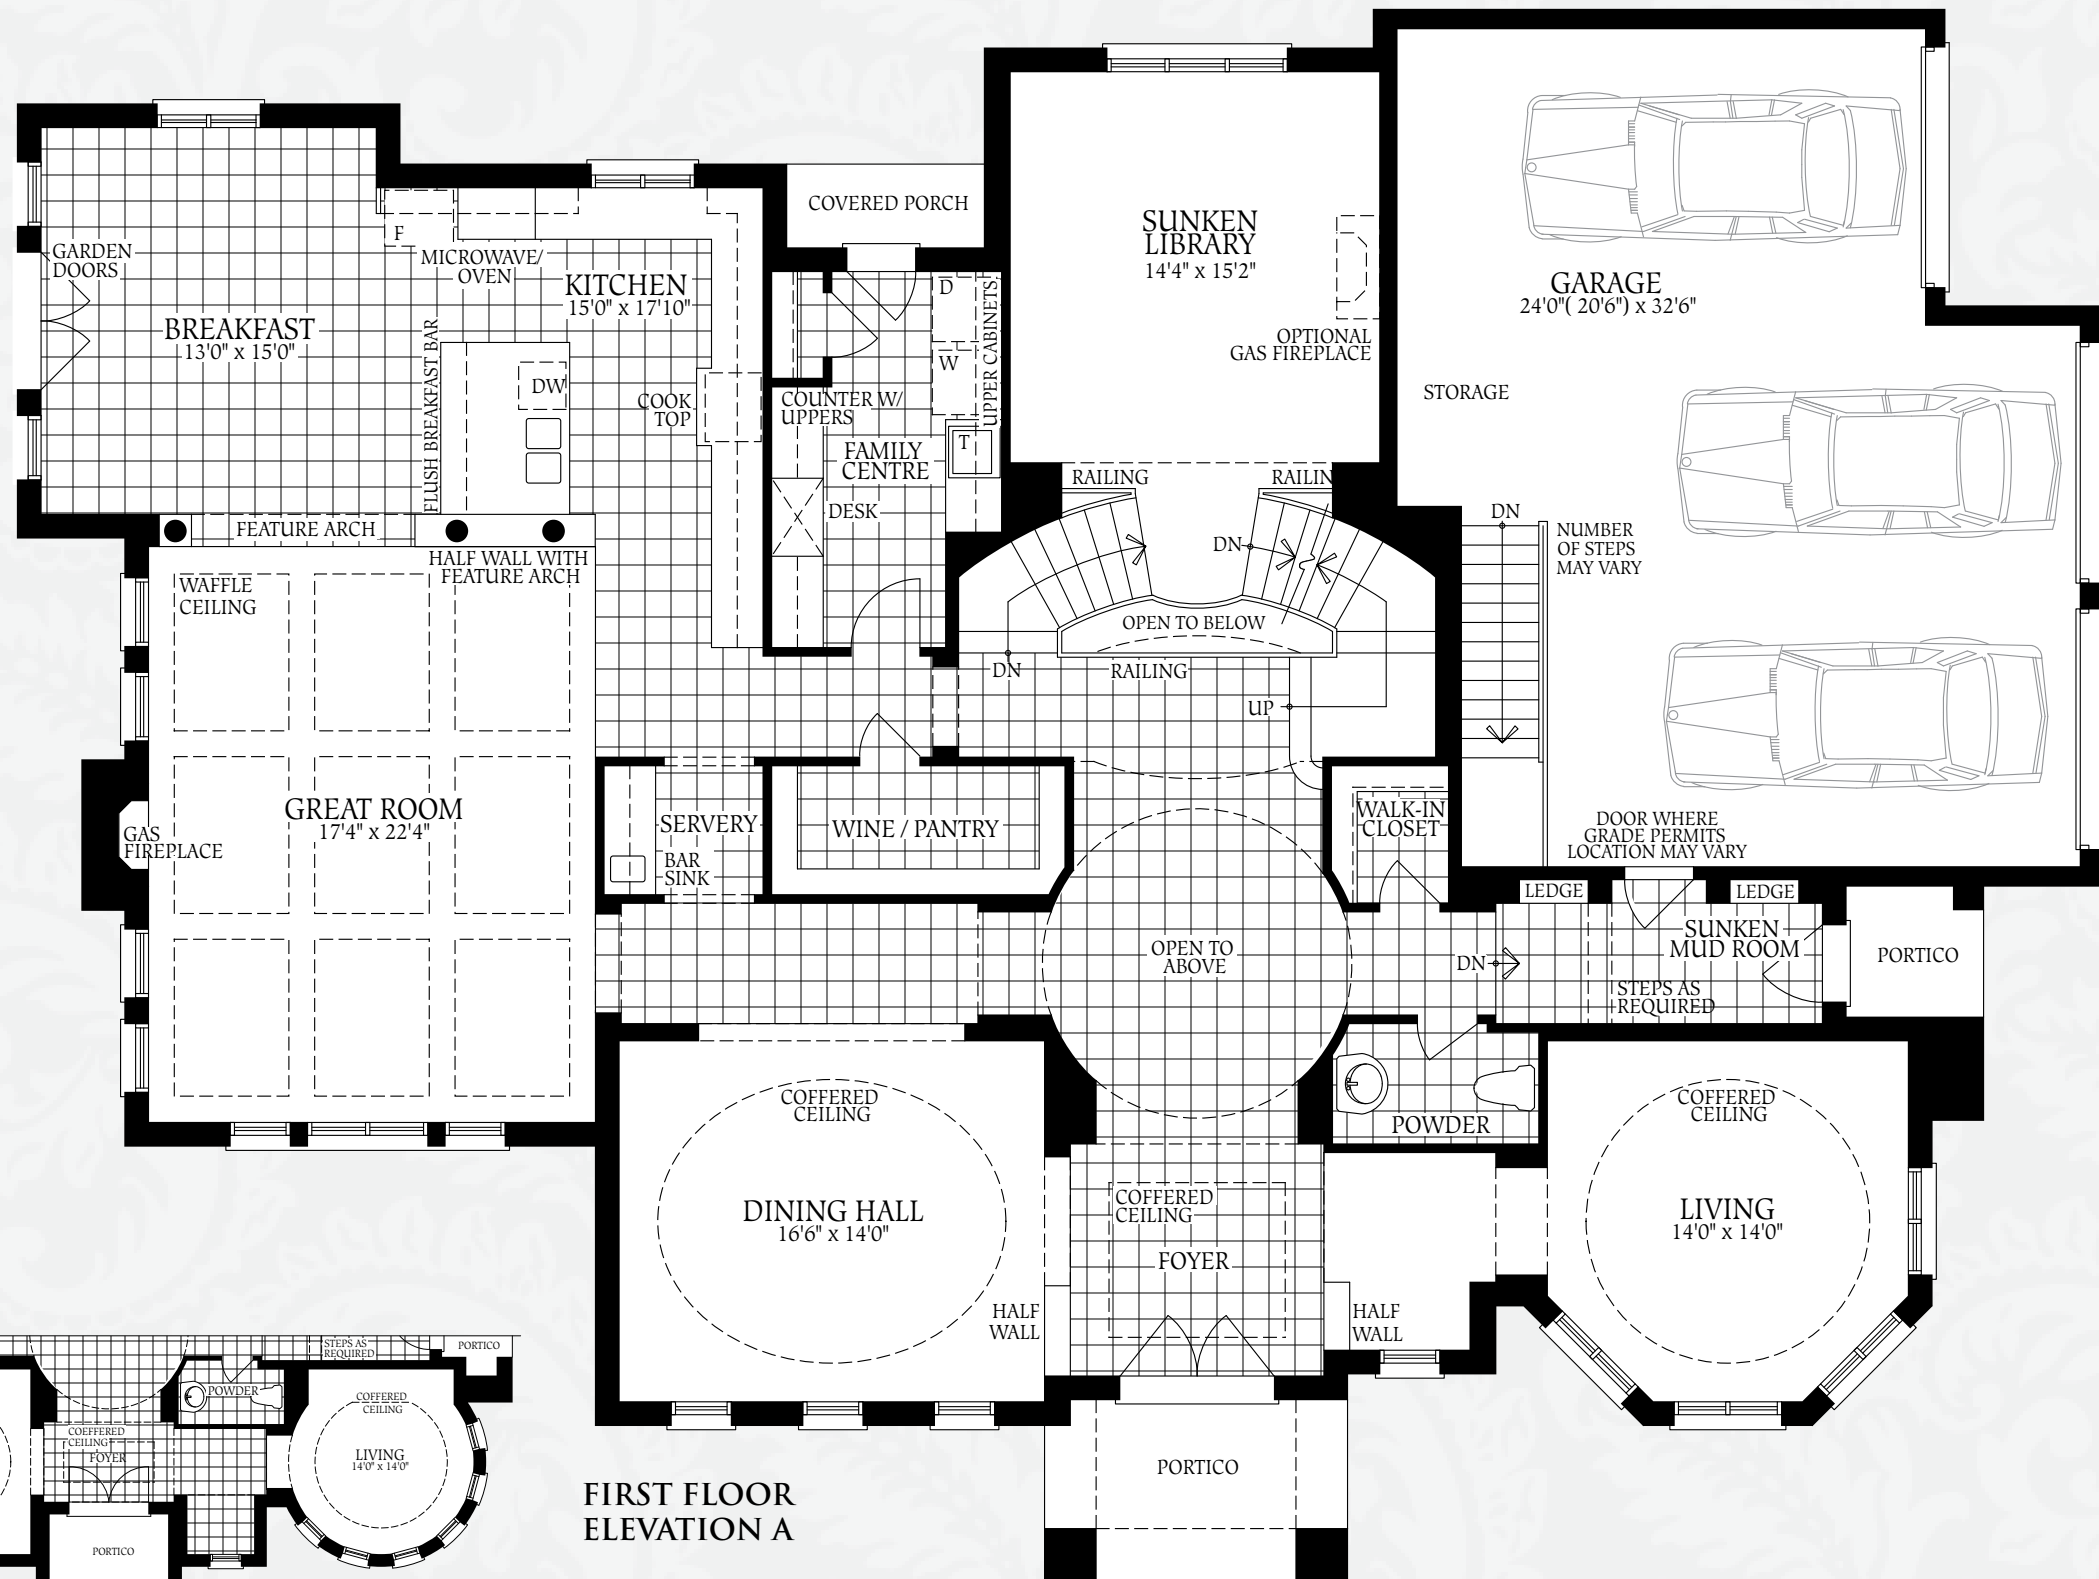 COVERED PORCH
SUNKEN
LIBRARY
14'4" x 15'2"
OPTIONAL
GAS FIREPLACE
GARAGE
24'0"( 20'6") x 32'6"
STORAGE
GARDEN
DOORS
BREAKFAST
13'0" x 15'0"
F
MICROWAVE/
OVEN
KITCHEN
15'0" x 17'10"
FLUSH BREAKFAST BAR
DW
COOK
TOP
D
W
UPPER CABINETS
COUNTER W/
UPPERS
FAMILY
CENTRE
T
DESK
RAILING
RAILIN
DN
DN
NUMBER
OF STEPS
MAY VARY
FEATURE ARCH
HALF WALL WITH
FEATURE ARCH
WAFFLE
CEILING
OPEN TO BELOW
DN
RAILING
UP
GREAT ROOM
17'4" x 22'4"
GAS
FIREPLACE
SERVERY
BAR
SINK
WINE / PANTRY
WALK-IN
CLOSET
DOOR WHERE
GRADE PERMITS
LOCATION MAY VARY
LEDGE
LEDGE
OPEN TO
ABOVE
DN
SUNKEN
MUD ROOM
STEPS AS
REQUIRED
PORTICO
COFFERED
CEILING
DINING HALL
16'6" x 14'0"
POWDER
COFFERED
CEILING
LIVING
14'0" x 14'0"
COFFERED
CEILING
FOYER
HALF
WALL
HALF
WALL
PORTICO
STEPS AS
REQUIRED
PORTICO
POWDER
COFFERED
CEILING
COEFFERED
CEILING
FOYER
LIVING
14'0" x 14'0"
PORTICO
FIRST FLOOR
ELEVATION A